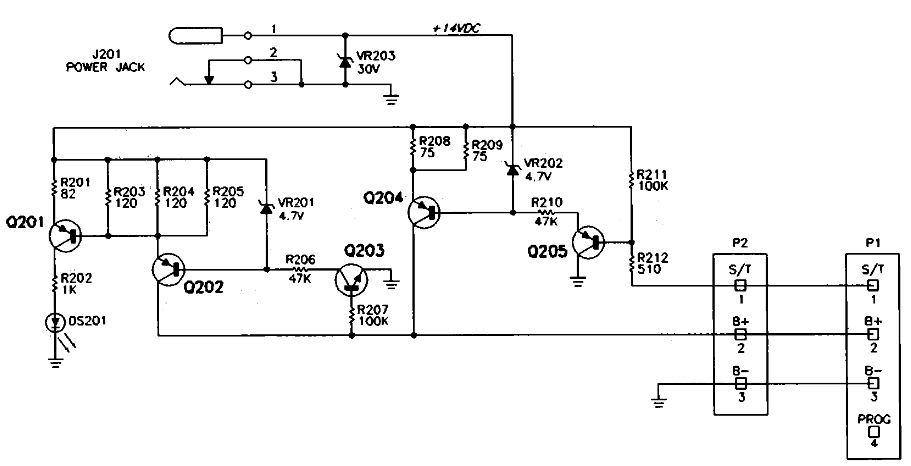 J201
POWER JACK
1
2
3
+14VDC
VR203
30V
R208
75
R209
75
VR202
4.7V
R211
100K
R201
82
R203
120
R204
120
R205
120
VR201
4.7V
Q204
R210
47K
Q201
Q205
R212
510
P2
P1
R202
1K
Q202
R206
47K
Q203
S/T
1
S/T
1
DS201
R207
100K
B+
2
B+
2
B-
3
B-
3
PROG
4